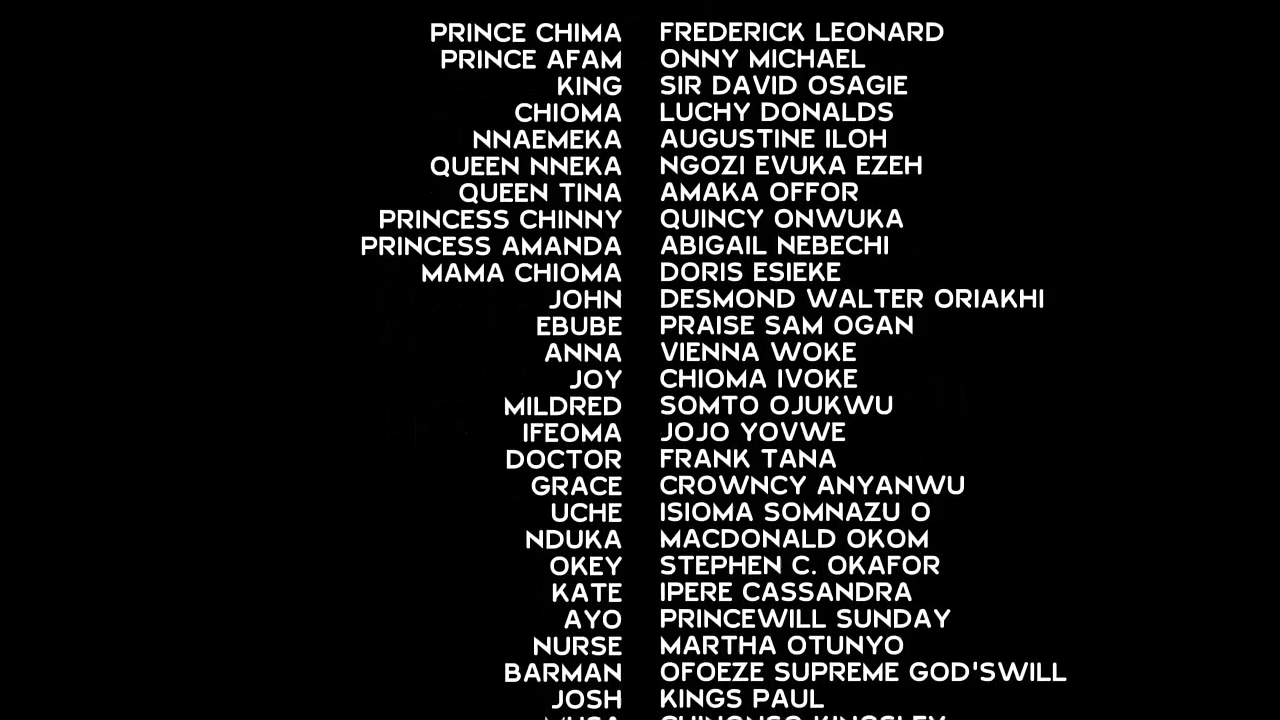 PRINCE CHIMA FREDERICK LEONARD
PRINCE AFAM ONNY MICHAEL
KING SIR DAVID OSAGIE
CHIOMA LUCHY DONALDS
NNAEMEKA AUGUSTINE ILOH
QUEEN NNEKA NGOZI EVUKA EZEH
QUEEN TINA AMAKA OFFOR
PRINCESS CHINNY QUINCY ONWUKA
PRINCESS AMANDA ABIGAIL NEBECHI
MAMA CHIOMA DORIS ESIEKE
JOHN DESMOND WALTER ORIAKHI
EBUBE PRAISE SAM OGAN
ANNA VIENNA WOKE
JOY CHIOMA IVOKE
MILDRED SOMTO OJUKWU
IFEOMA JOJO YOVWE
DOCTOR FRANK TANA
GRACE CROWNCY ANYANWU
UCHE ISIOMA SOMNAZU O
NDUKA MACDONALD OKOM
OKEY STEPHEN C. OKAFOR
KATE IPERE CASSANDRA
AYO PRINCEWILL SUNDAY
NURSE MARTHA OTUNYO
BARMAN OFOEZE SUPREME GOD'SWILL
JOSH KINGS PAUL